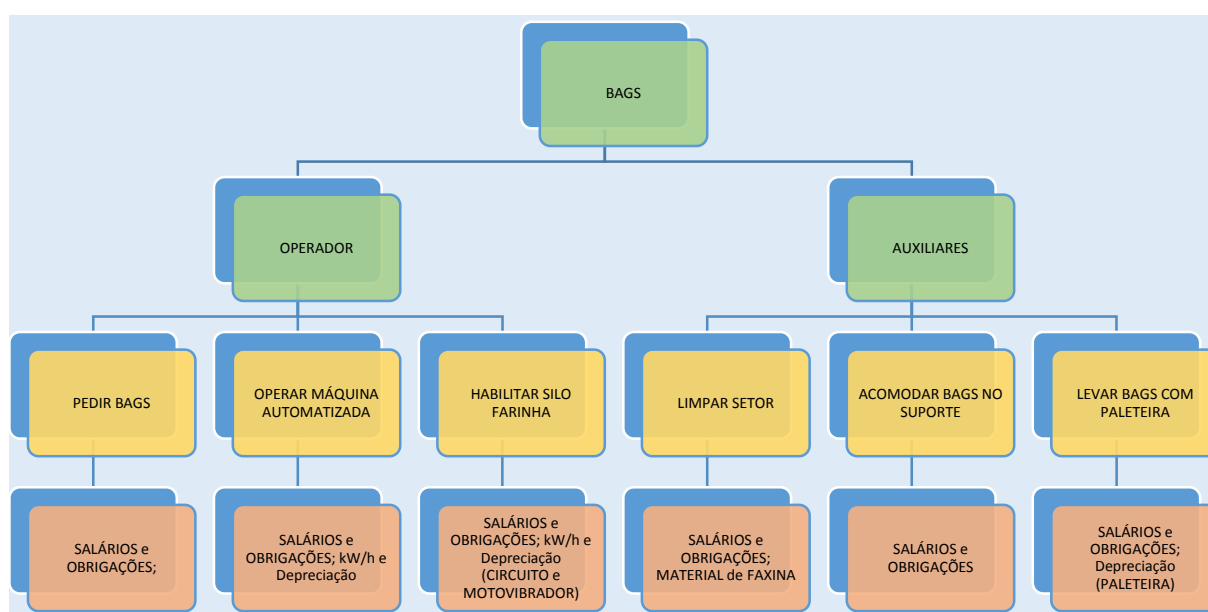 BAGS
OPERADOR
AUXILIARES
PEDIR BAGS
OPERAR MÁQUINA
AUTOMATIZADA
HABILITAR SILO
FARINHA
LIMPAR SETOR
ACOMODAR BAGS NO
SUPORTE
LEVAR BAGS COM
PALETEIRA
SALÁRIOS e
OBRIGAÇÕES;
SALÁRIOS e
OBRIGAÇÕES; kW/h e
Depreciação
SALÁRIOS e
OBRIGAÇÕES; kW/h e
Depreciação
(CIRCUITO e
MOTOVIBRADOR)
SALÁRIOS e
OBRIGAÇÕES;
MATERIAL de FAXINA
SALÁRIOS e
OBRIGAÇÕES
SALÁRIOS e
OBRIGAÇÕES;
Depreciação
(PALETEIRA)